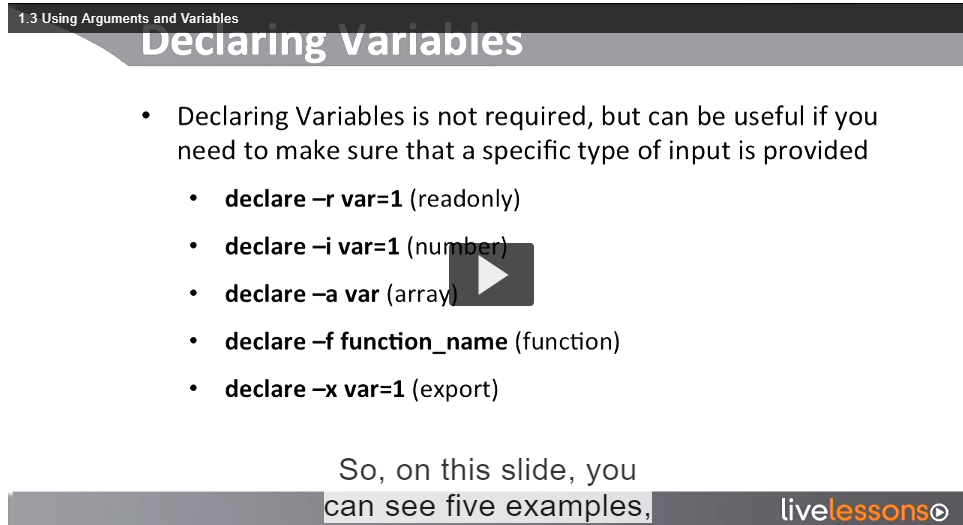 1.3 Using Arguments and Variables
Declaring Variables
• Declaring Variables is not required, but can be useful if you
need to make sure that a specific type of input is provided
• declare –r var=1 (readonly)
• declare –i var=1 (number)
• declare –a var (array)
• declare –f function_name (function)
• declare –x var=1 (export)
So, on this slide, you
can see five examples,
livelessons